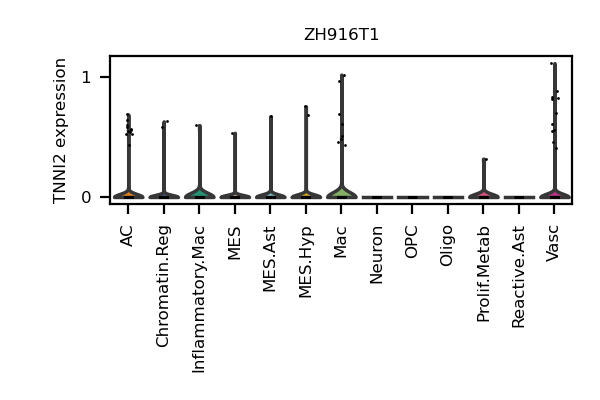 ZH916T1
TNNI2 expression
1
0
AC
Chromatin.Reg
Inflammatory.Mac
MES
MES.Ast
MES.Hyp
Mac
Neuron
OPC
Oligo
Prolif.Metab
Reactive.Ast
Vasc